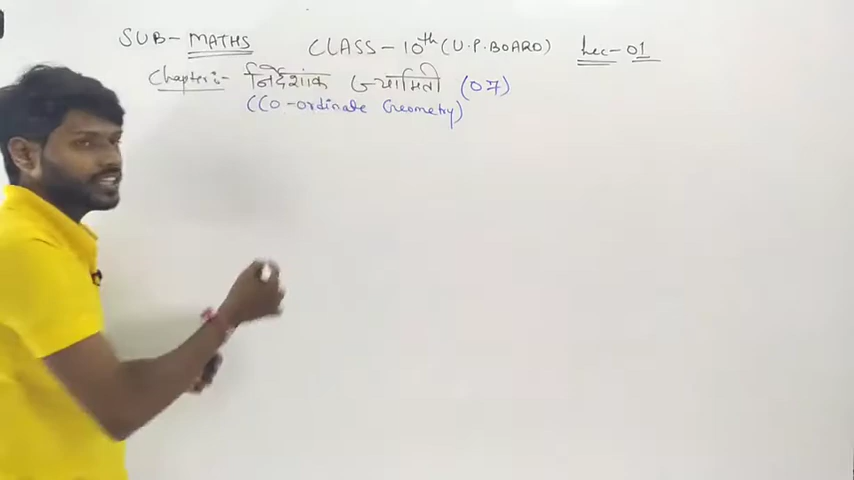 SUB-MATHS CLASS-10th (U.P.BOARD) Lec-01
Chapter:- निर्देशांक ज्यामिती (07)
(Co-ordinate Geometry)